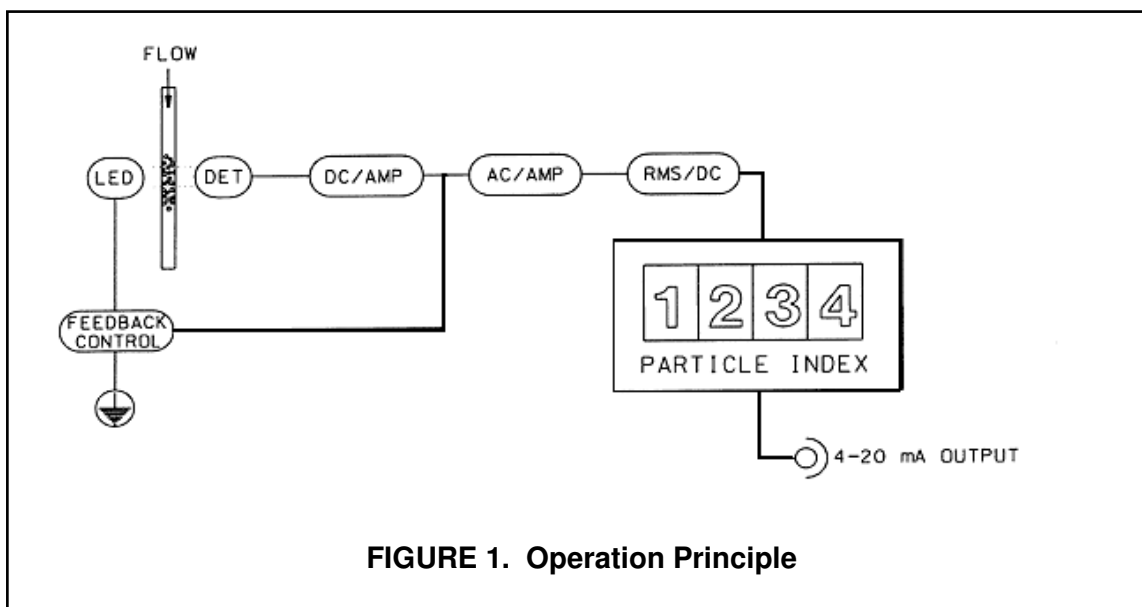 FLOW
LED
DET
DC/AMP
AC/AMP
RMS/DC
FEEDBACK
CONTROL
1234
PARTICLE INDEX
4-20 mA OUTPUT
FIGURE 1. Operation Principle